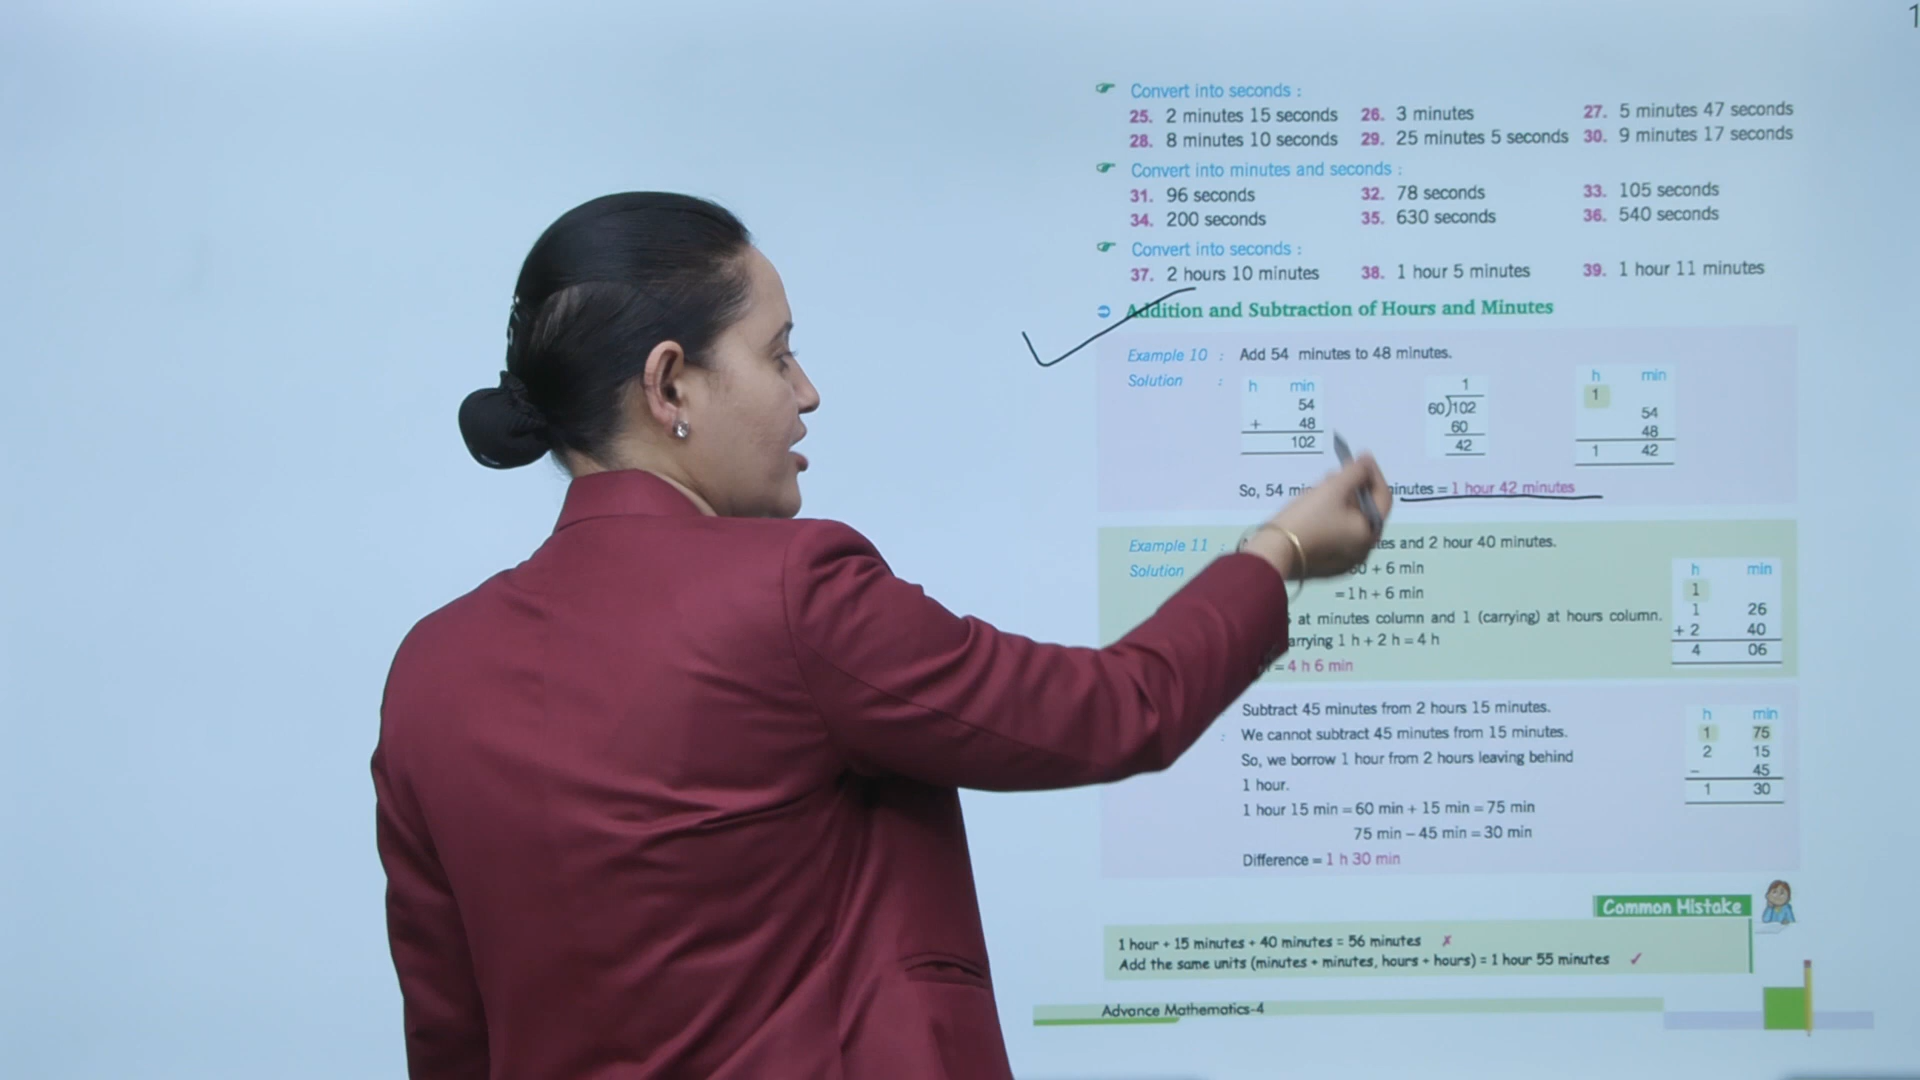 1
Convert into seconds :
25. 2 minutes 15 seconds 26. 3 minutes 27. 5 minutes 47 seconds
28. 8 minutes 10 seconds 29. 25 minutes 5 seconds 30. 9 minutes 17 seconds
Convert into minutes and seconds :
31. 96 seconds 32. 78 seconds 33. 105 seconds
34. 200 seconds 35. 630 seconds 36. 540 seconds
Convert into seconds :
37. 2 hours 10 minutes 38. 1 hour 5 minutes 39. 1 hour 11 minutes
Addition and Subtraction of Hours and Minutes
Example 10 : Add 54 minutes to 48 minutes.
Solution :
h min
54
+ 48
102
1
60)102
60
42
h min
1
54
48
1 42
So, 54 = 1 hour 42 minutes
Example 11 : and 2 hour 40 minutes.
Solution + 6 min
= 1 h + 6 min
at minutes column and 1 (carrying) at hours column.
1 h + 2 h = 4 h
= 4 h 6 min
h min
1
1 26
+ 2 40
4 06
Subtract 45 minutes from 2 hours 15 minutes.
: We cannot subtract 45 minutes from 15 minutes.
So, we borrow 1 hour from 2 hours leaving behind
1 hour.
1 hour 15 min = 60 min + 15 min = 75 min
75 min – 45 min = 30 min
Difference = 1 h 30 min
h min
1 75
2 15
– 45
1 30
Common Mistake
1 hour + 15 minutes + 40 minutes = 56 minutes ✗
Add the same units (minutes + minutes, hours + hours) = 1 hour 55 minutes ✓
Advance Mathematics-4